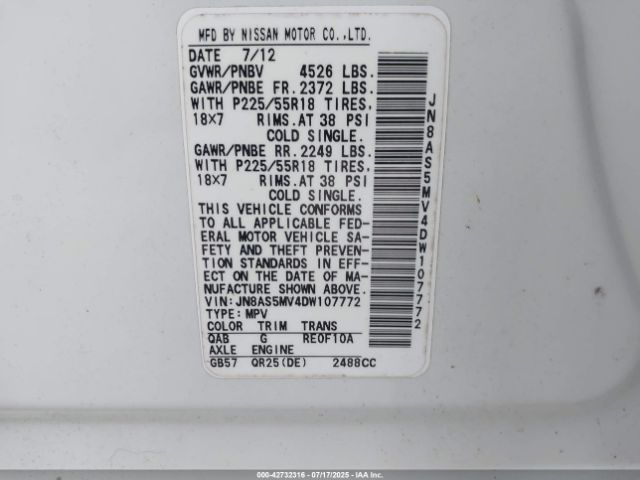 MFD BY NISSAN MOTOR CO.,LTD.
DATE 7/12
GVWR/PNBV 4526 LBS.
GAWR/PNBE FR.2372 LBS.
WITH P225/55R18 TIRES,
18X7 RIMS.AT 38 PSI
COLD SINGLE.
GAWR/PNBE RR.2249 LBS.
WITH P225/55R18 TIRES,
18X7 RIMS.AT 38 PSI
COLD SINGLE.
THIS VEHICLE CONFORMS
TO ALL APPLICABLE FED-
ERAL MOTOR VEHICLE SA-
FETY AND THEFT PREVEN-
TION STANDARDS IN EFF-
ECT ON THE DATE OF MA-
NUFACTURE SHOWN ABOVE.
VIN: JN8AS5MV4DW107772
TYPE: MPV
COLOR TRIM TRANS
QAB G RE0F10A
AXLE ENGINE
GB57 QR25(DE) 2488CC
JN8AS5MV4DW107772
000-42732316 | 07/17/2025 | IAA Inc.